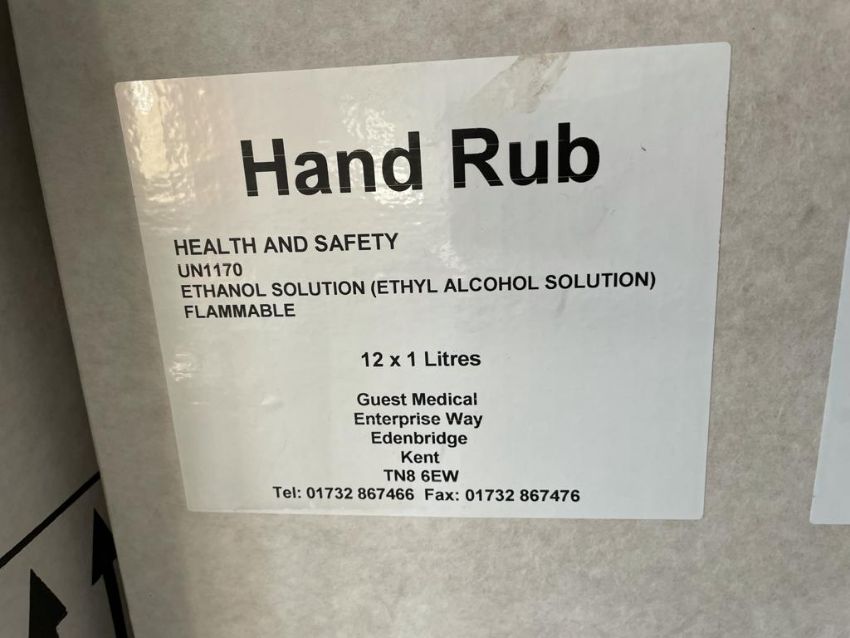 Hand Rub
HEALTH AND SAFETY
UN1170
ETHANOL SOLUTION (ETHYL ALCOHOL SOLUTION)
FLAMMABLE
12 x 1 Litres
Guest Medical
Enterprise Way
Edenbridge
Kent
TN8 6EW
Tel: 01732 867466 Fax: 01732 867476